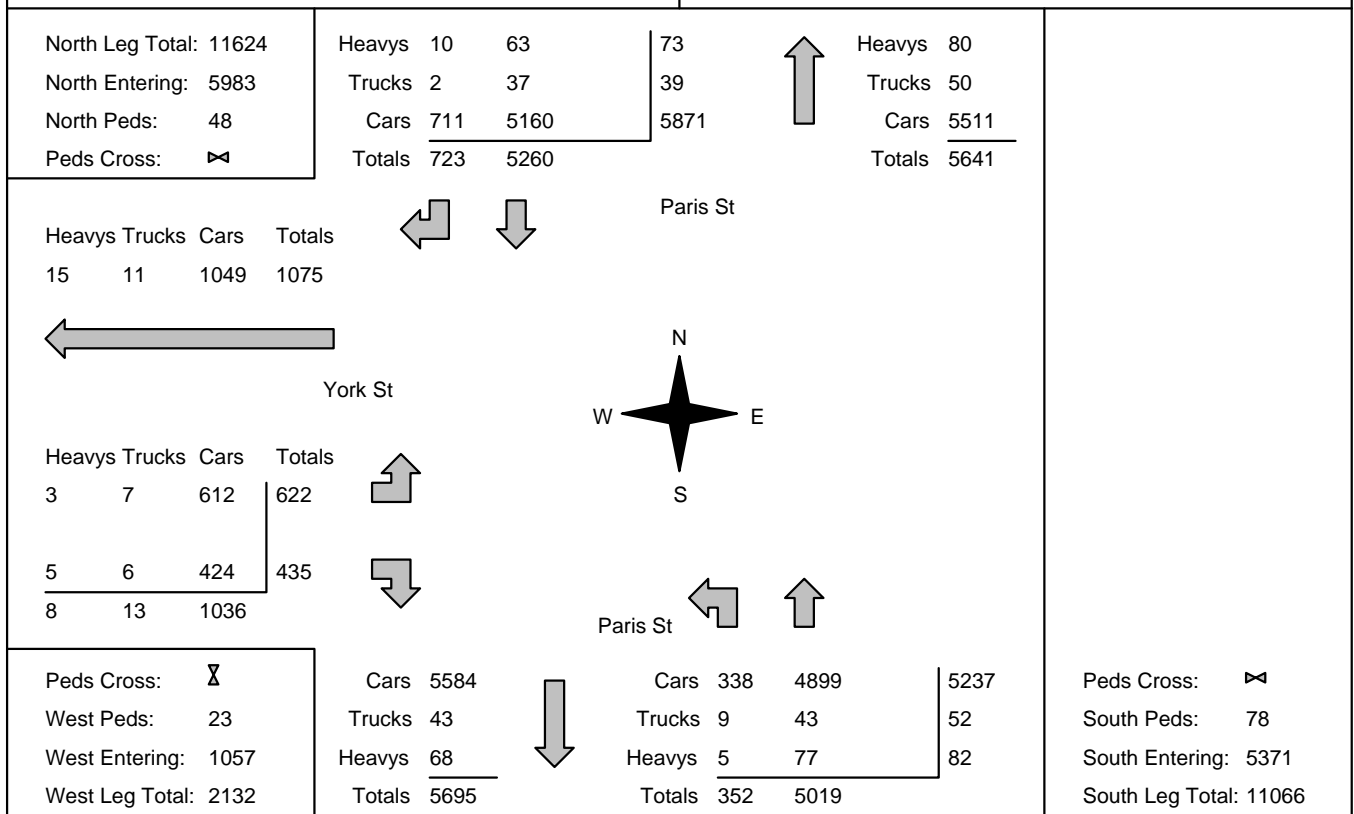 North Leg Total: 11624
North Entering: 5983
North Peds: 48
Peds Cross: ⋈
Heavys 10 63 73
Trucks 2 37 39
Cars 711 5160 5871
Totals 723 5260
Heavys 80
Trucks 50
Cars 5511
Totals 5641
Paris St
Heavys Trucks Cars Totals
15 11 1049 1075
York St
N
W E
S
Heavys Trucks Cars Totals
3 7 612 622
5 6 424 435
8 13 1036
Paris St
Peds Cross:
West Peds: 23
West Entering: 1057
West Leg Total: 2132
Cars 5584
Trucks 43
Heavys 68
Totals 5695
Cars 338 4899 5237
Trucks 9 43 52
Heavys 5 77 82
Totals 352 5019
Peds Cross: ⋈
South Peds: 78
South Entering: 5371
South Leg Total: 11066